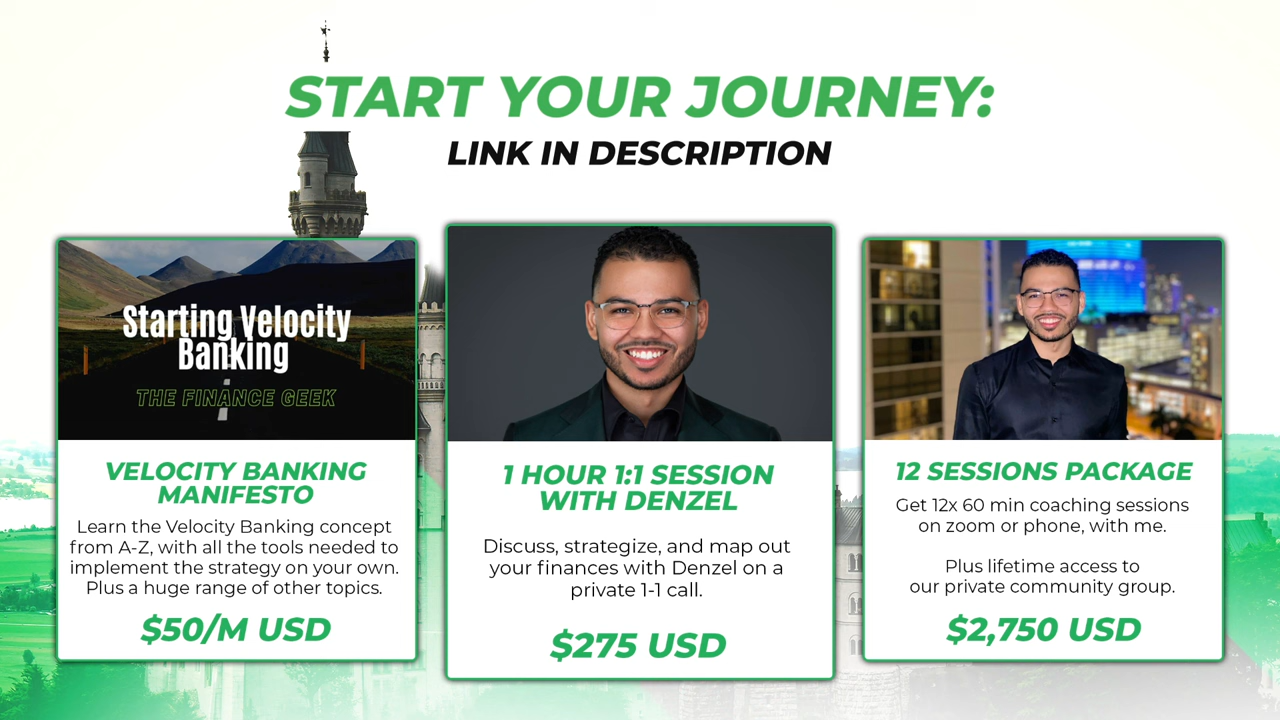 START YOUR JOURNEY:
LINK IN DESCRIPTION
Starting Velocity
Banking
THE FINANCE GEEK
VELOCITY BANKING
MANIFESTO
Learn the Velocity Banking concept
from A-Z, with all the tools needed to
implement the strategy on your own.
Plus a huge range of other topics.
$50/M USD
1 HOUR 1:1 SESSION
WITH DENZEL
Discuss, strategize, and map out
your finances with Denzel on a
private 1-1 call.
$275 USD
12 SESSIONS PACKAGE
Get 12x 60 min coaching sessions
on zoom or phone, with me.
Plus lifetime access to
our private community group.
$2,750 USD